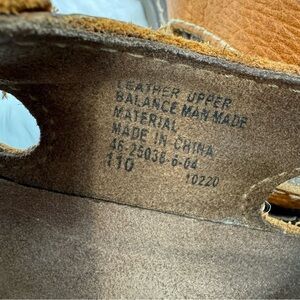 LEATHER UPPER
BALANCE MAN MADE
MATERIAL
MADE IN CHINA
46-25038-6-04
110 10220